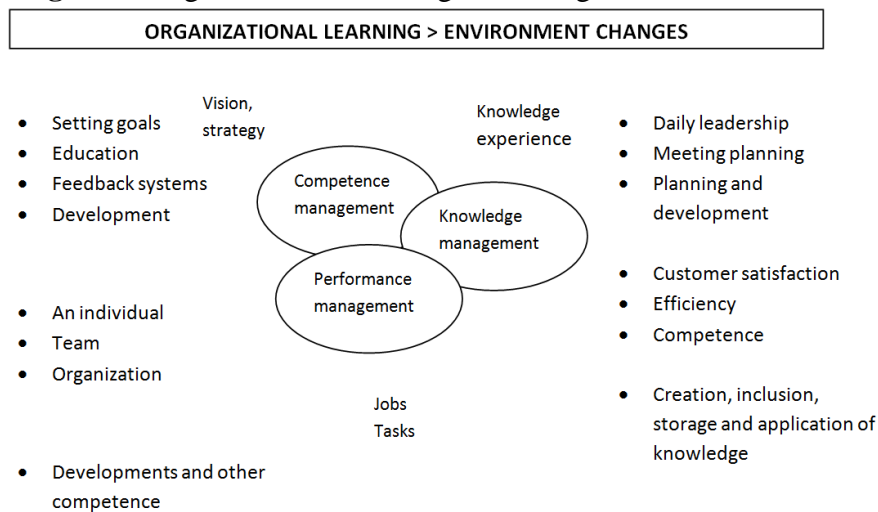 ORGANIZATIONAL LEARNING > ENVIRONMENT CHANGES
Vision,
strategy
Knowledge
experience
• Setting goals
• Education
• Feedback systems
• Development
Competence
management
Knowledge
management
Performance
management
• Daily leadership
• Meeting planning
• Planning and
development
• An individual
• Team
• Organization
• Customer satisfaction
• Efficiency
• Competence
Jobs
Tasks
• Creation, inclusion,
storage and application of
knowledge
• Developments and other
competence